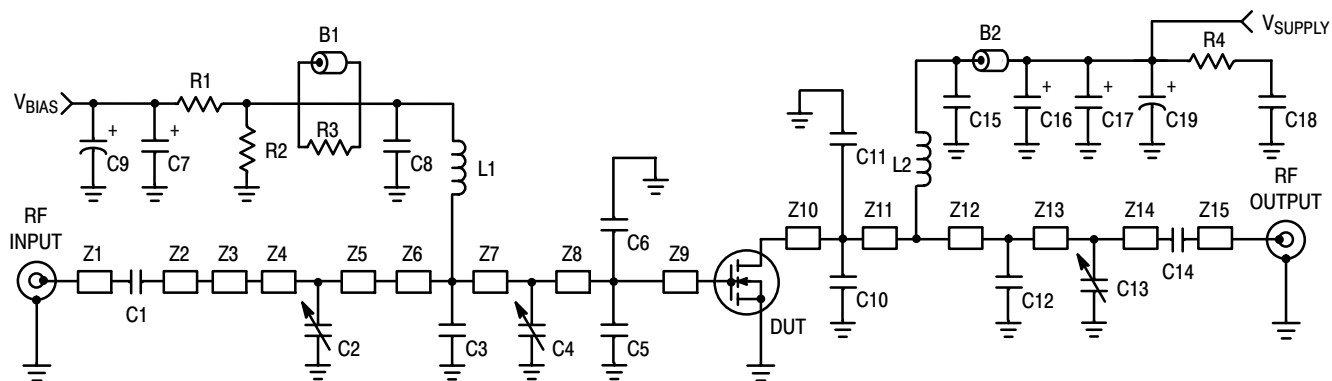 B1
B2
V_SUPPLY
R4
R1
V_BIAS
+
+
R3
R2
C9
C7
C8
L1
C15
+
C16
+
C17
+
C19
C18
C11
L2
RF
INPUT
Z1
C1
Z2
Z3
Z4
Z5
Z6
Z7
Z8
C6
Z9
Z10
Z11
Z12
Z13
Z14
Z15
RF
OUTPUT
C14
C2
C3
C4
C5
DUT
C10
C12
C13